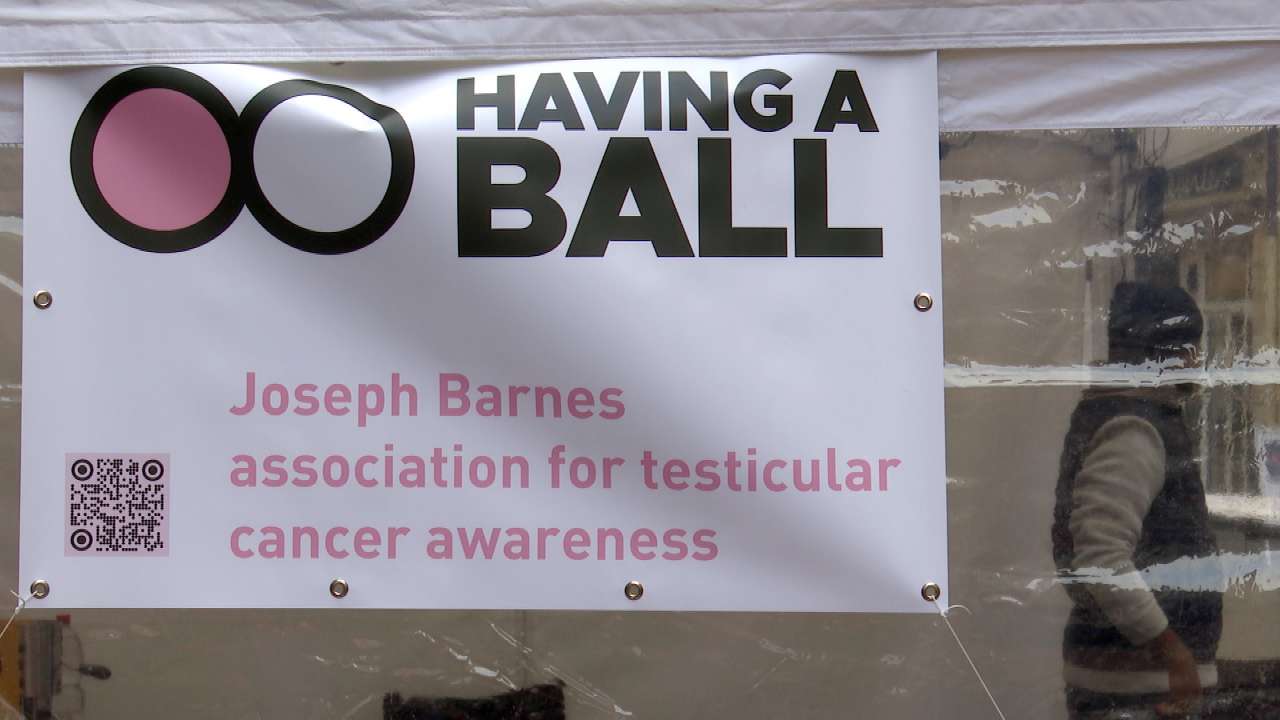 HAVING A
BALL
Joseph Barnes
association for testicular
cancer awareness